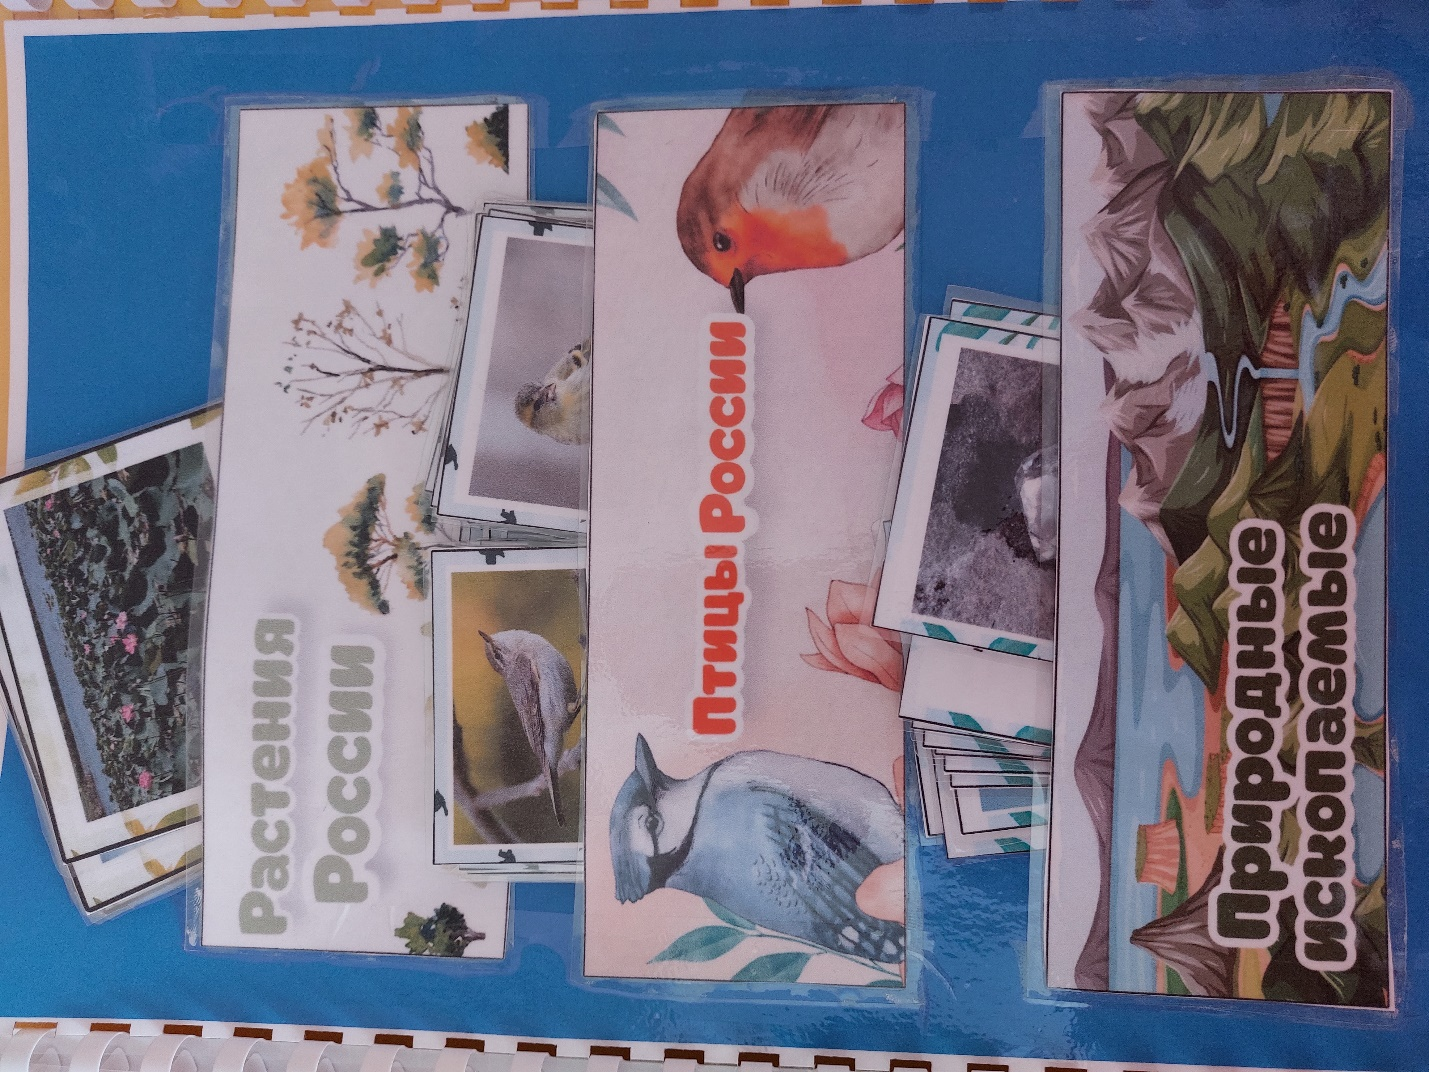 Растения
России
Птицы России
Природные
ископаемые